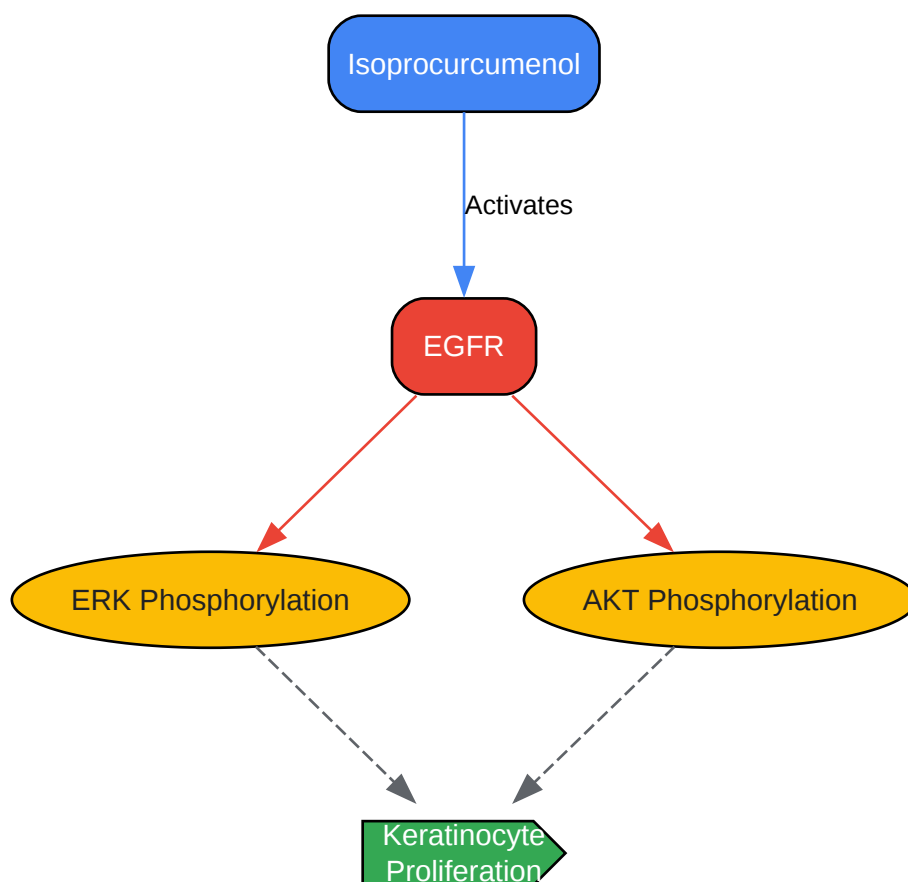 Isoprocurcumenol
Activates
EGFR
ERK Phosphorylation
AKT Phosphorylation
Keratinocyte
Proliferation